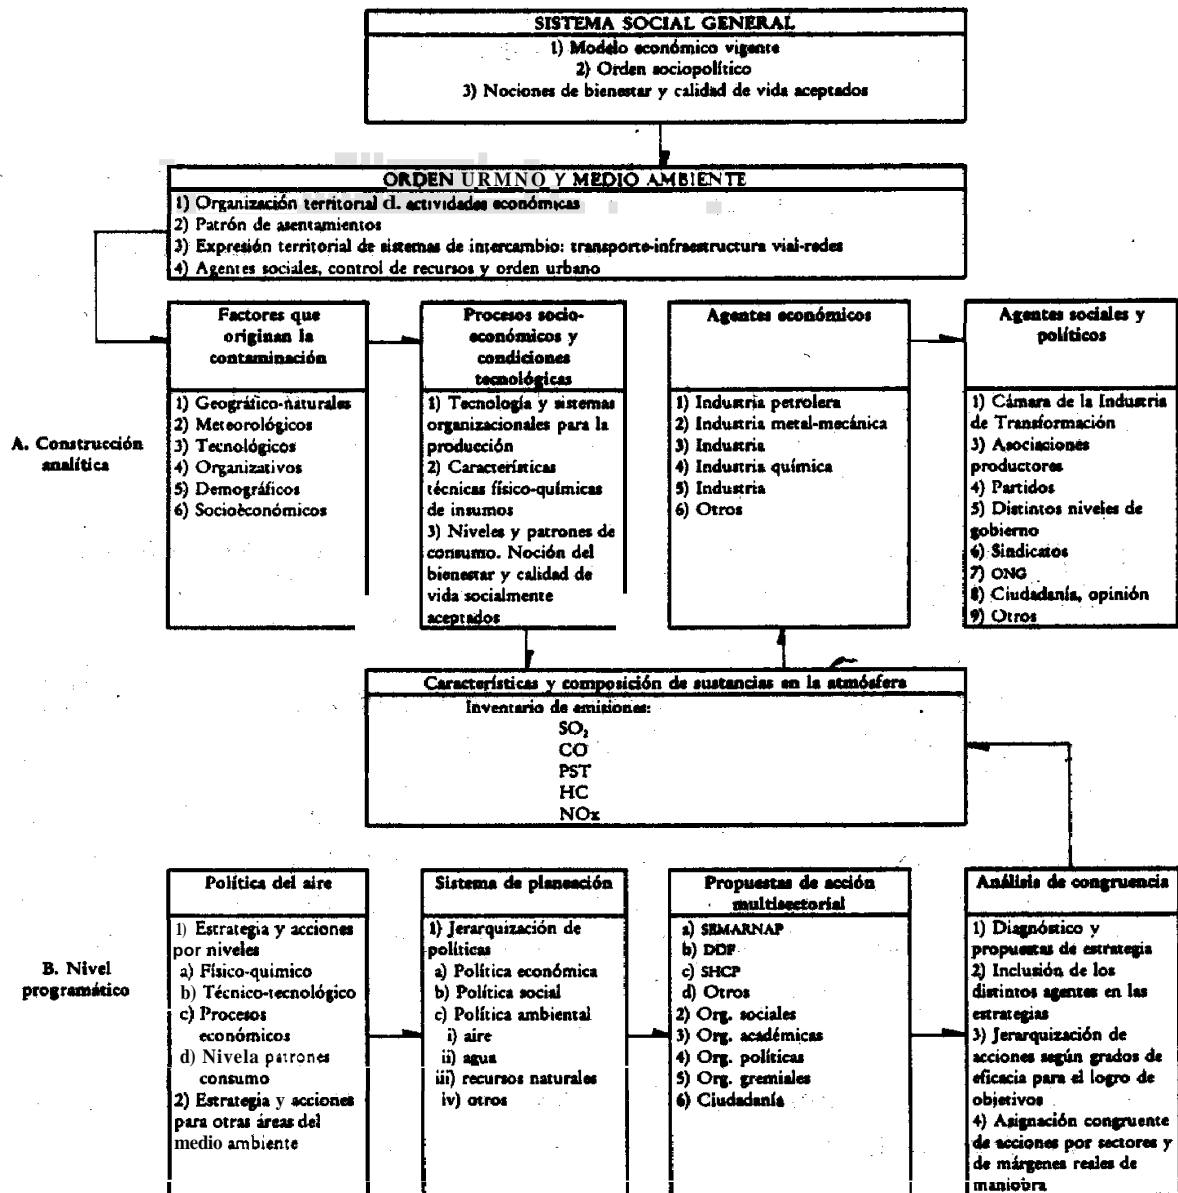 SISTEMA SOCIAL GENERAL
1) Modelo económico vigente
2) Orden sociopolítico
3) Nociones de bienestar y calidad de vida aceptados
ORDEN URMNO Y MEDIO AMBIENTE
1) Organización territorial d. actividades económicas
2) Patrón de asentamientos
3) Expresión territorial de sistemas de intercambio: transporte-infraestructura vial-redes
4) Agentes sociales, control de recursos y orden urbano
A. Construcción
analítica
Factores que
originan la
contaminación
1) Geográfico-naturales
2) Meteorológicos
3) Tecnológicos
4) Organizativos
5) Demográficos
6) Socioeconómicos
Procesos socio-
económicos y
condiciones
tecnológicas
1) Tecnología y sistemas
organizacionales para la
producción
2) Características
técnicas físico-químicas
de insumos
3) Niveles y patrones de
consumo. Noción del
bienestar y calidad de
vida socialmente
aceptados
Agentes económicos
1) Industria petrolera
2) Industria metal-mecánica
3) Industria
4) Industria química
5) Industria
6) Otros
Agentes sociales y
políticos
1) Cámara de la Industria
de Transformación
3) Asociaciones
productores
4) Partidos
5) Distintos niveles de
gobierno
6) Sindicatos
7) ONG
8) Ciudadanía, opinión
9) Otros
Características y composición de sustancias en la atmósfera
Inventario de emisiones:
SO₂
CO
PST
HC
NOx
B. Nivel
programático
Política del aire
1) Estrategia y acciones
por niveles
a) Físico-químico
b) Técnico-tecnológico
c) Procesos
económicos
d) Nivela patrones
consumo
2) Estrategia y acciones
para otras áreas del
medio ambiente
Sistema de planeación
1) Jerarquización de
políticas
a) Política económica
b) Política social
c) Política ambiental
i) aire
ii) agua
iii) recursos naturales
iv) otros
Propuestas de acción
multisectorial
a) SEMARNAP
b) DDF
c) SHCP
d) Otros
2) Org. sociales
3) Org. académicas
4) Org. políticas
5) Org. gremiales
6) Ciudadanía
Análisis de congruencia
1) Diagnóstico y
propuestas de estrategia
2) Inclusión de los
distintos agentes en las
estrategias
3) Jerarquización de
acciones según grados de
eficacia para el logro de
objetivos
4) Asignación congruente
de acciones por sectores y
de márgenes reales de
maniobra